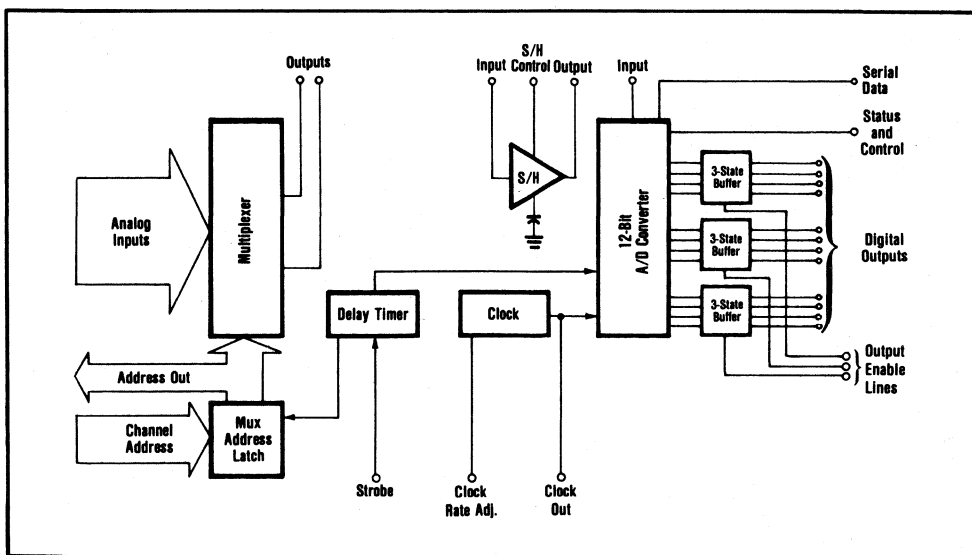 Outputs
S/H
Input Control Output
Input
Serial
Data
Status
and
Control
Analog
Inputs
Multiplexer
S/H
12-Bit
A/D Converter
3-State
Buffer
3-State
Buffer
3-State
Buffer
Digital
Outputs
Delay Timer
Clock
Address Out
Output
Enable
Lines
Channel
Address
Mux
Address
Latch
Strobe
Clock
Rate Adj.
Clock
Out